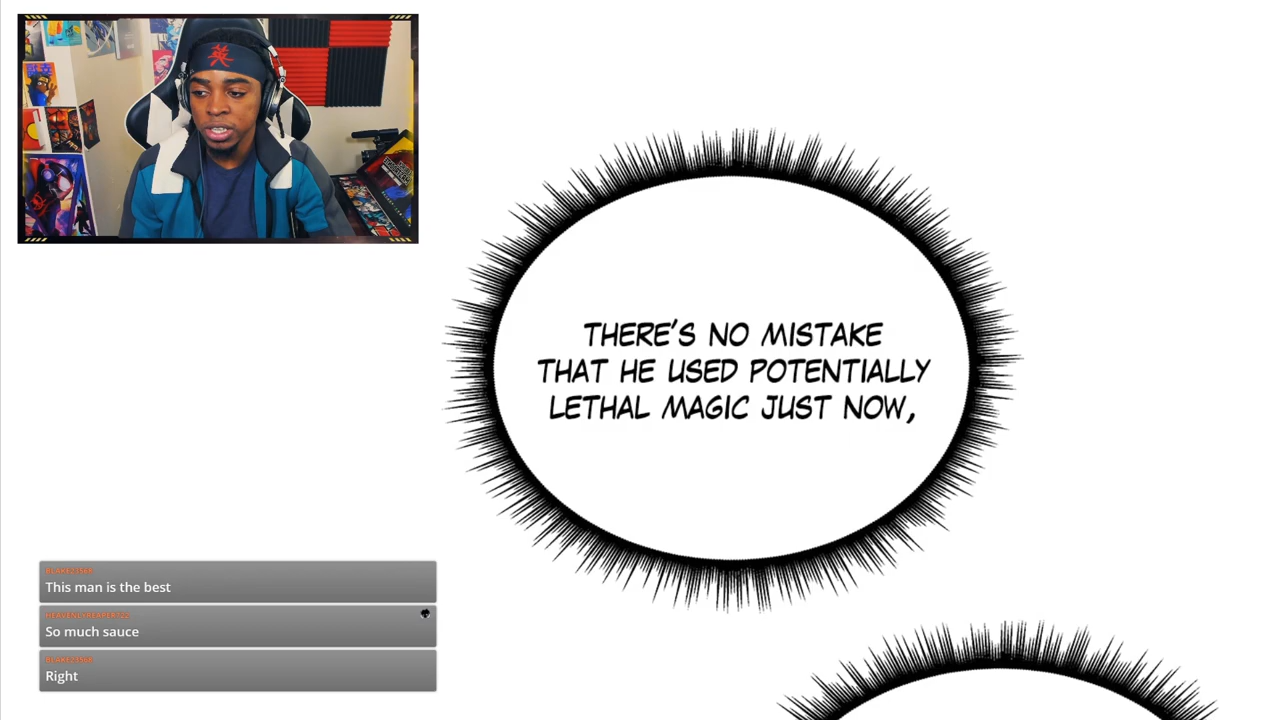 THERE'S NO MISTAKE
THAT HE USED POTENTIALLY
LETHAL MAGIC JUST NOW,
This man is the best
So much sauce
Right